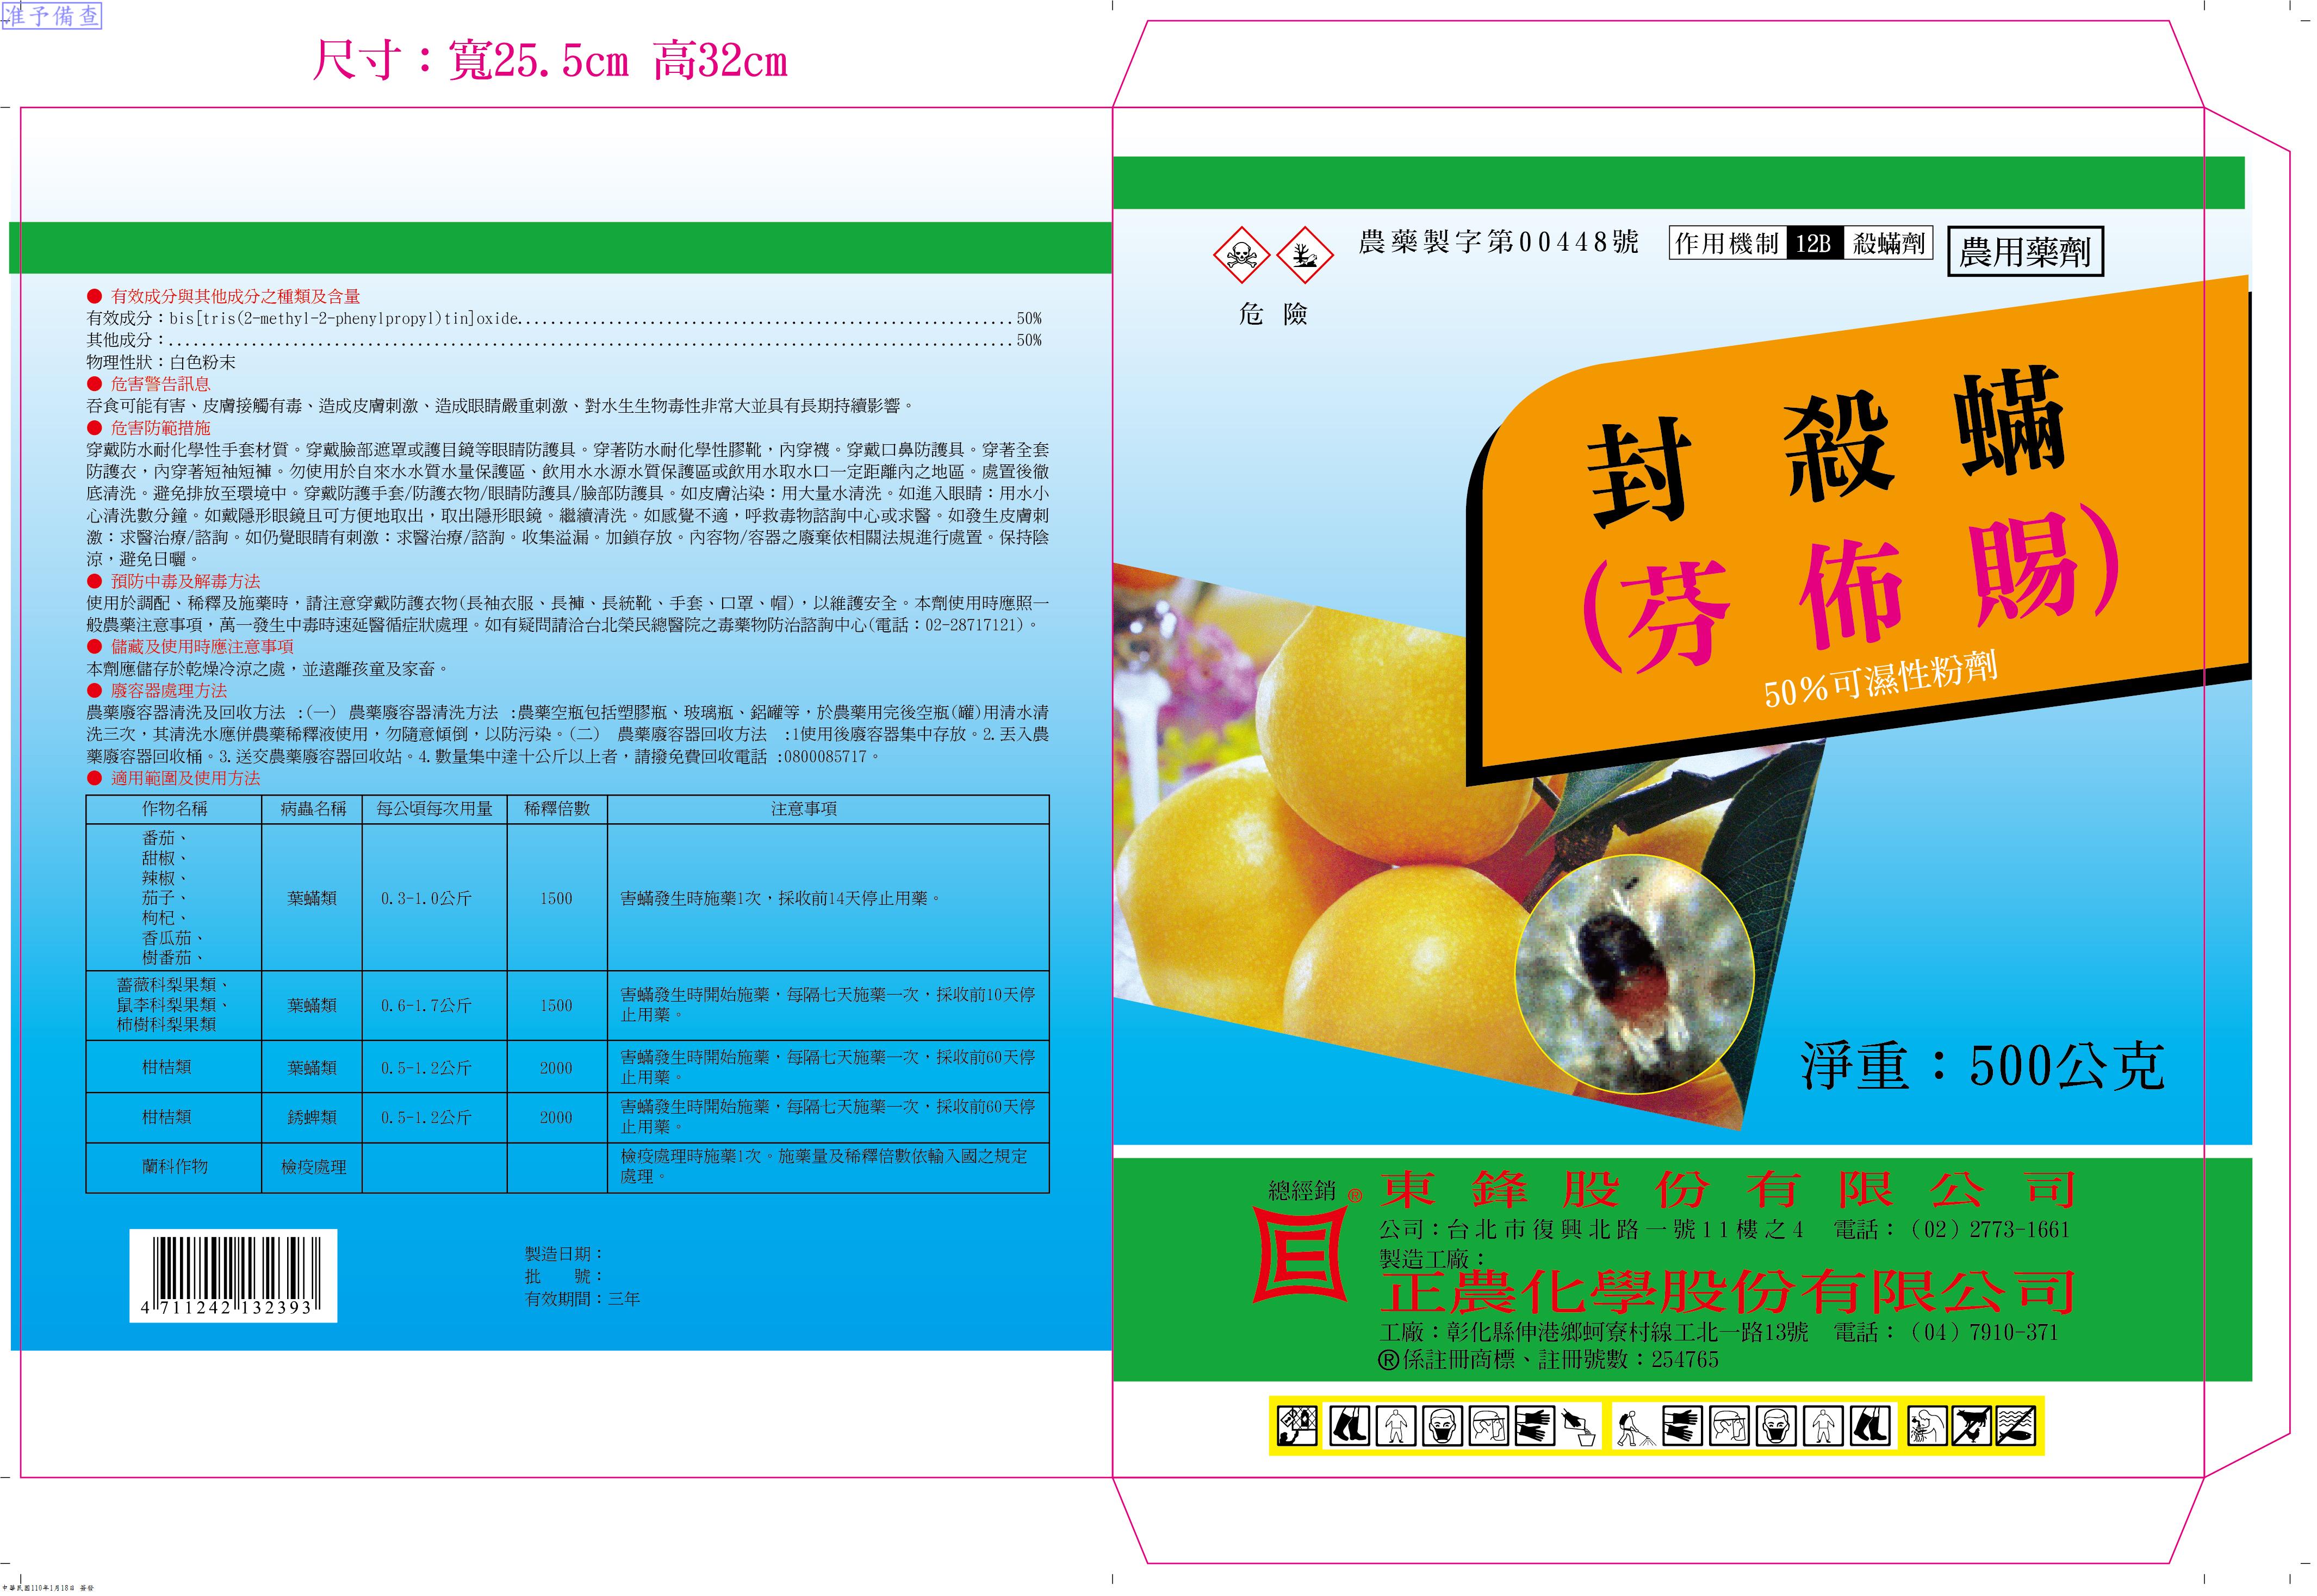 准予備查
尺寸：寬25.5cm 高32cm
● 有效成分與其他成分之種類及含量
有效成分：bis[tris(2-methyl-2-phenylpropyl)tin]oxide............................................................50%
其他成分：......................................................................................................50%
物理性狀：白色粉末
● 危害警告訊息
吞食可能有害、皮膚接觸有毒、造成皮膚刺激、造成眼睛嚴重刺激、對水生生物毒性非常大並具有長期持續影響。
● 危害防範措施
穿戴防水耐化學性手套材質。穿戴臉部遮罩或護目鏡等眼睛防護具。穿著防水耐化學性膠靴，內穿襪。穿戴口鼻防護具。穿著全套
防護衣，內穿著短袖短褲。勿使用於自來水水質水量保護區、飲用水水源水質保護區或飲用水取水口一定距離內之地區。處置後徹
底清洗。避免排放至環境中。穿戴防護手套/防護衣物/眼睛防護具/臉部防護具。如皮膚沾染：用大量水清洗。如進入眼睛：用水小
心清洗數分鐘。如戴隱形眼鏡且可方便地取出，取出隱形眼鏡。繼續清洗。如感覺不適，呼救毒物諮詢中心或求醫。如發生皮膚刺
激：求醫治療/諮詢。如仍覺眼睛有刺激：求醫治療/諮詢。收集溢漏。加鎖存放。內容物/容器之廢棄依相關法規進行處置。保持陰
涼，避免日曬。
● 預防中毒及解毒方法
使用於調配、稀釋及施藥時，請注意穿戴防護衣物(長袖衣服、長褲、長統靴、手套、口罩、帽)，以維護安全。本劑使用時應照一
般農藥注意事項，萬一發生中毒時速延醫循症狀處理。如有疑問請洽台北榮民總醫院之毒藥物防治諮詢中心(電話：02-28717121)。
● 儲藏及使用時應注意事項
本劑應儲存於乾燥冷涼之處，並遠離孩童及家畜。
● 廢容器處理方法
農藥廢容器清洗及回收方法 :(一) 農藥廢容器清洗方法 :農藥空瓶包括塑膠瓶、玻璃瓶、鋁罐等，於農藥用完後空瓶(罐)用清水清
洗三次，其清洗水應併農藥稀釋液使用，勿隨意傾倒，以防污染。(二) 農藥廢容器回收方法 :1使用後廢容器集中存放。2.丟入農
藥廢容器回收桶。3.送交農藥廢容器回收站。4.數量集中達十公斤以上者，請撥免費回收電話 :0800085717。
● 適用範圍及使用方法
作物名稱 病蟲名稱 每公頃每次用量 稀釋倍數 注意事項
番茄、
甜椒、
辣椒、
茄子、
枸杞、
香瓜茄、
樹番茄、
葉蟎類 0.3-1.0公斤 1500 害蟎發生時施藥1次，採收前14天停止用藥。
薔薇科梨果類、
鼠李科梨果類、
柿樹科梨果類
葉蟎類 0.6-1.7公斤 1500 害蟎發生時開始施藥，每隔七天施藥一次，採收前10天停
止用藥。
柑桔類 葉蟎類 0.5-1.2公斤 2000 害蟎發生時開始施藥，每隔七天施藥一次，採收前60天停
止用藥。
柑桔類 銹蜱類 0.5-1.2公斤 2000 害蟎發生時開始施藥，每隔七天施藥一次，採收前60天停
止用藥。
蘭科作物 檢疫處理 檢疫處理時施藥1次。施藥量及稀釋倍數依輸入國之規定
處理。
4 711242 132393
製造日期：
批　　號：
有效期間：三年
農藥製字第00448號
作用機制 12B 殺蟎劑
農用藥劑
危 險
封 殺 蟎
(芬 佈 賜)
50%可濕性粉劑
淨重：500公克
總經銷
®
東鋒股份有限公司
公司：台北市復興北路一號11樓之4　電話：（02）2773-1661
製造工廠：
正農化學股份有限公司
工廠：彰化縣伸港鄉蚵寮村線工北一路13號　電話：（04）7910-371
®係註冊商標、註冊號數：254765
中華民國110年1月18日 簽發